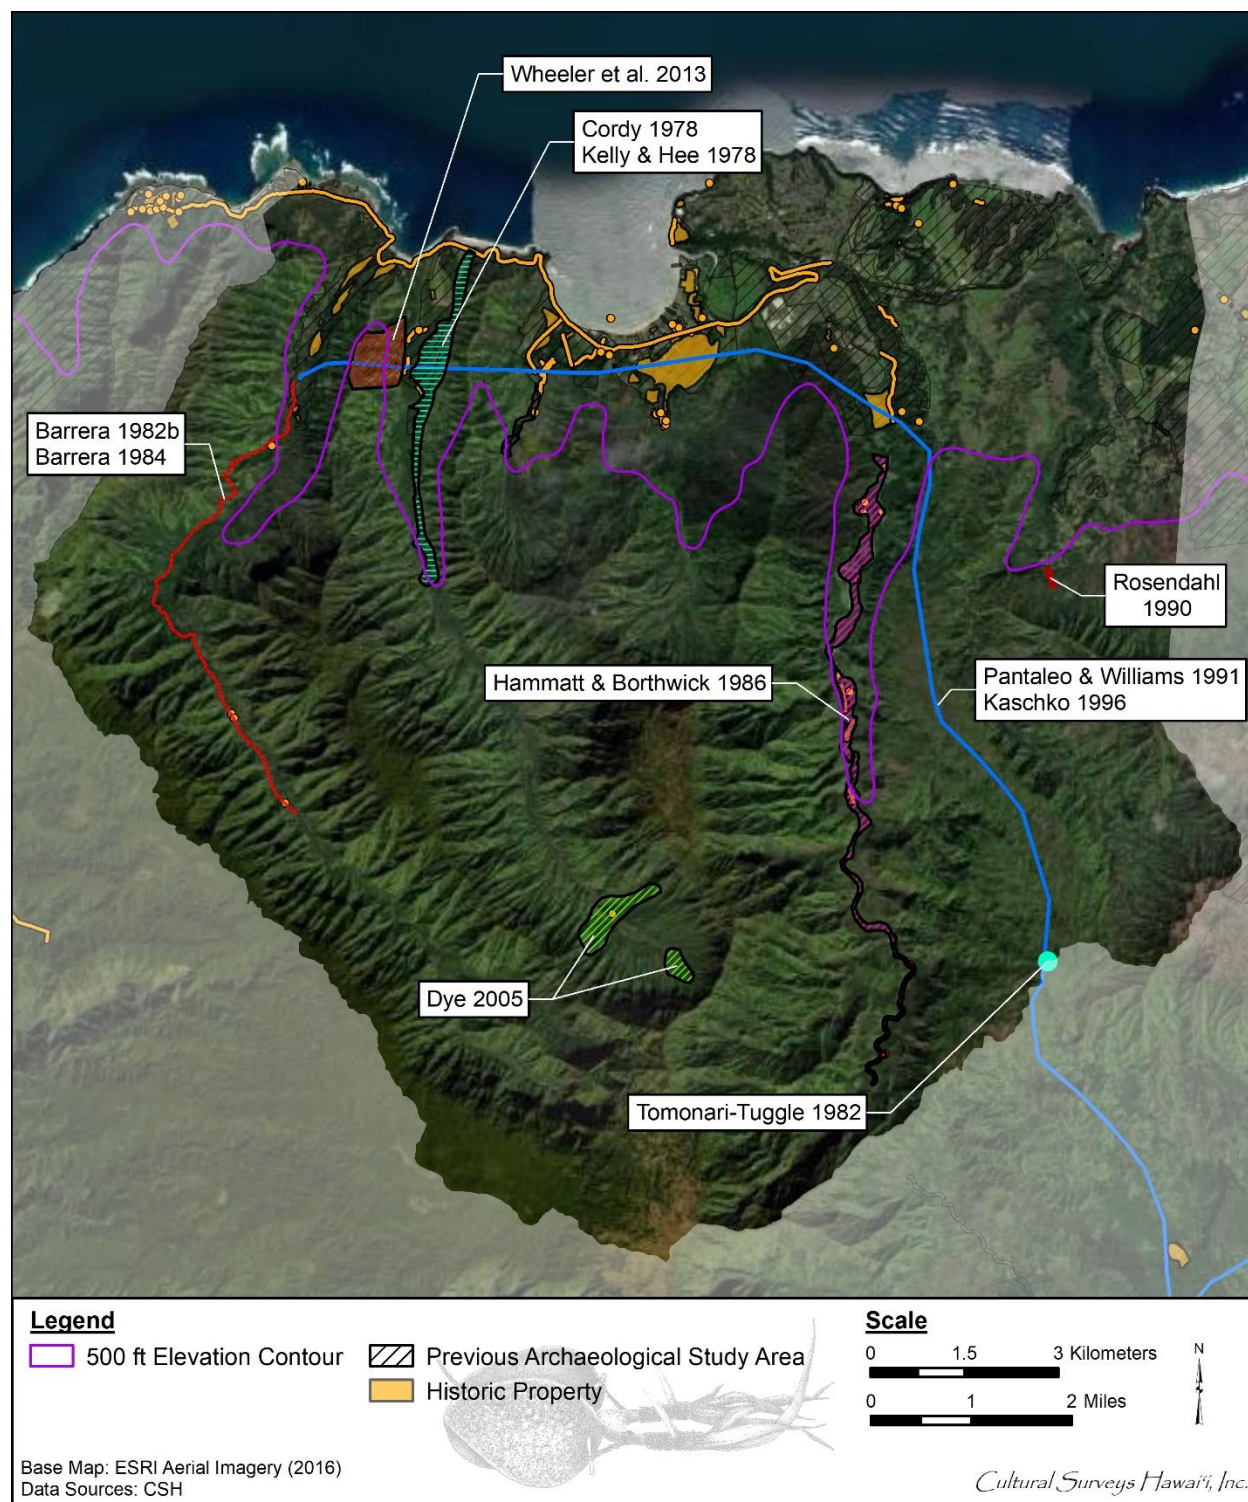 Wheeler et al. 2013
Cordy 1978
Kelly & Hee 1978
Barrera 1982b
Barrera 1984
Rosendahl
1990
Hammatt & Borthwick 1986
Pantaleo & Williams 1991
Kaschko 1996
Dye 2005
Tomonari-Tuggle 1982
Legend
500 ft Elevation Contour
Previous Archaeological Study Area
Historic Property
Scale
0 1.5 3 Kilometers
0 1 2 Miles
N
Base Map: ESRI Aerial Imagery (2016)
Data Sources: CSH
Cultural Surveys Hawaiʻi, Inc.